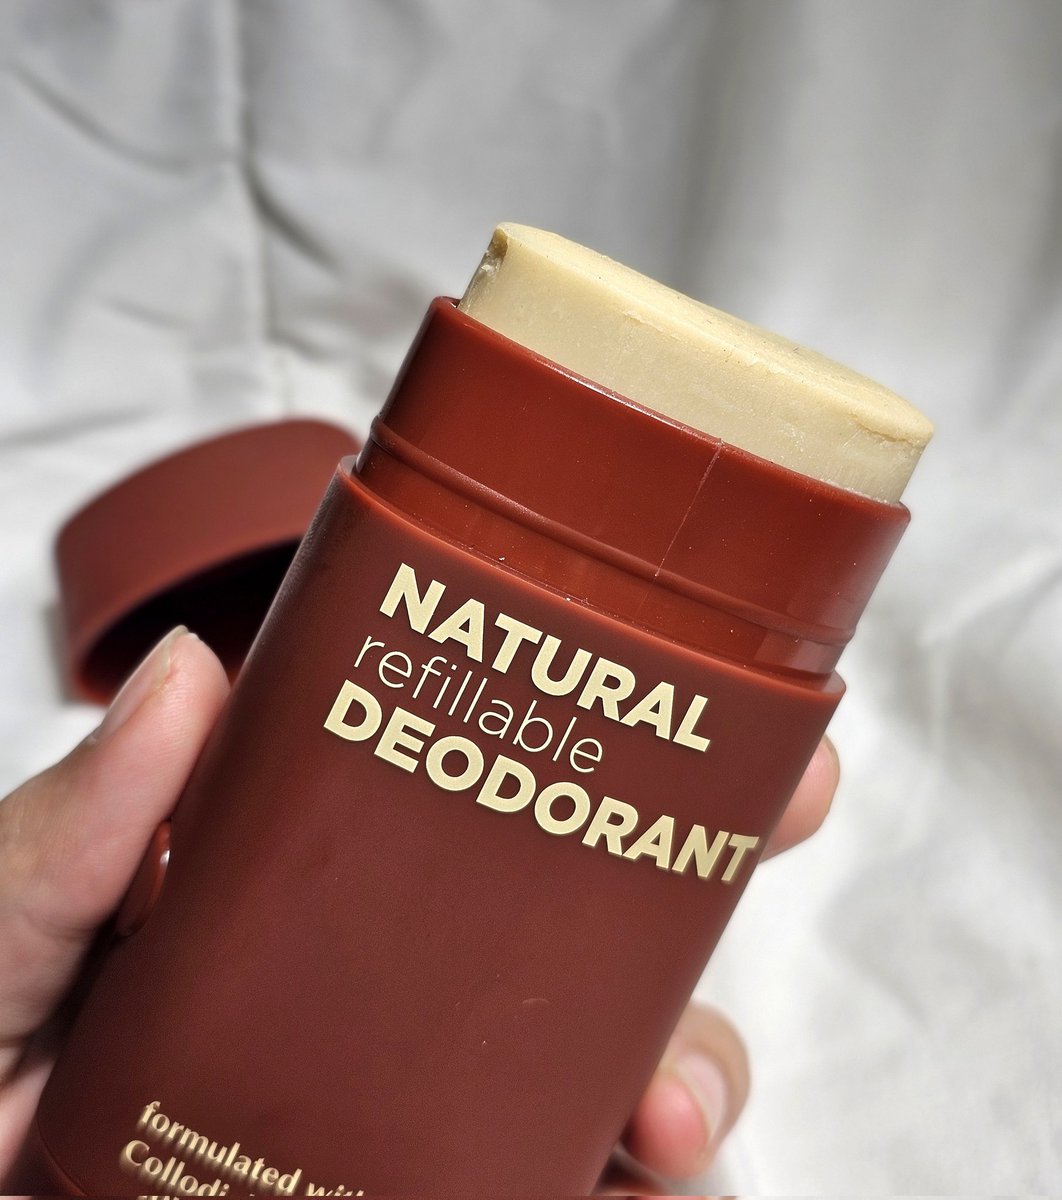 NATURAL
refillable
DEODORANT
formulated with